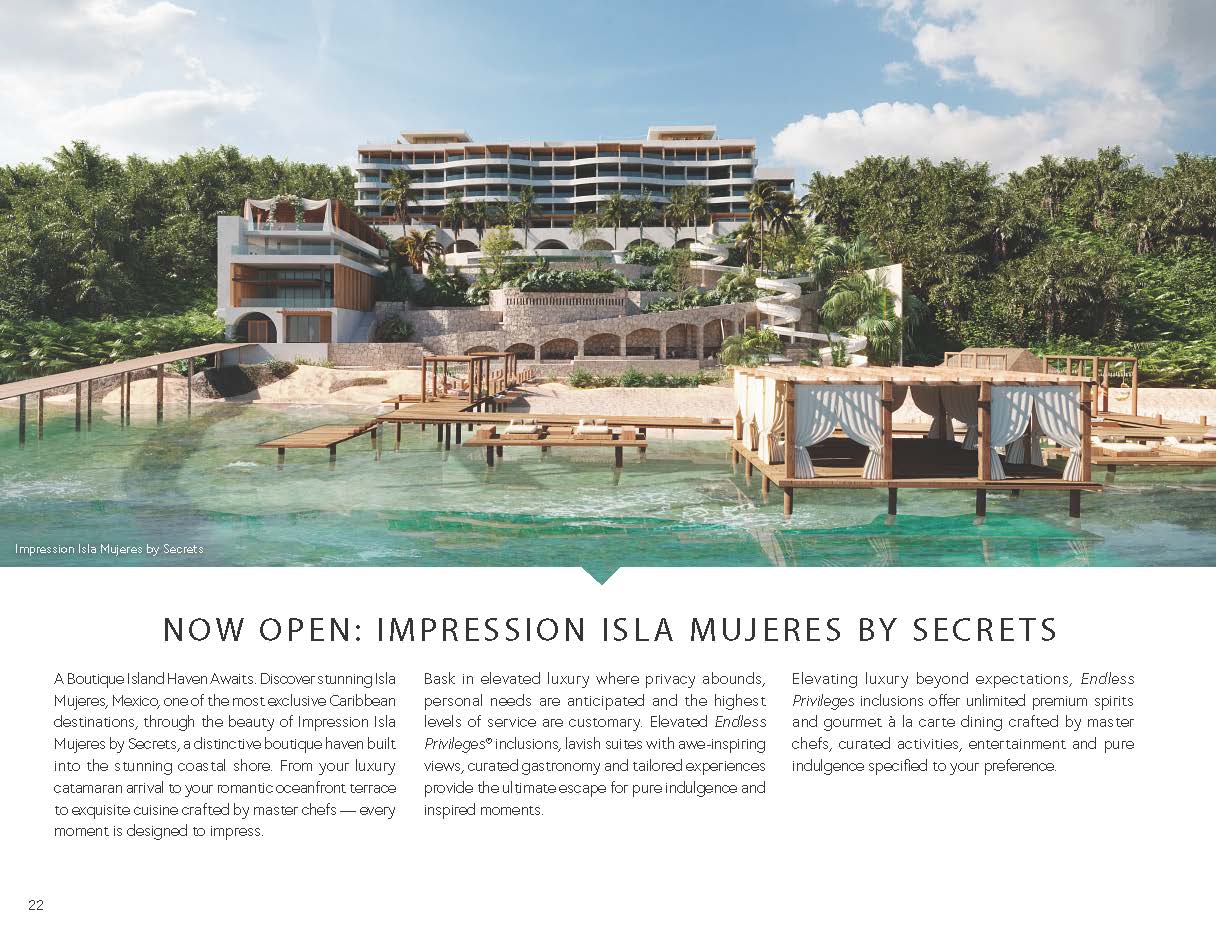 Impression Isla Mujeres by Secrets
NOW OPEN: IMPRESSION ISLA MUJERES BY SECRETS
A Boutique Island Haven Awaits. Discover stunning Isla
Mujeres, Mexico, one of the most exclusive Caribbean
destinations, through the beauty of Impression Isla
Mujeres by Secrets, a distinctive boutique haven built
into the stunning coastal shore. From your luxury
catamaran arrival to your romantic oceanfront terrace
to exquisite cuisine crafted by master chefs — every
moment is designed to impress.
Bask in elevated luxury where privacy abounds,
personal needs are anticipated and the highest
levels of service are customary. Elevated Endless
Privileges® inclusions, lavish suites with awe-inspiring
views, curated gastronomy and tailored experiences
provide the ultimate escape for pure indulgence and
inspired moments.
Elevating luxury beyond expectations, Endless
Privileges inclusions offer unlimited premium spirits
and gourmet à la carte dining crafted by master
chefs, curated activities, entertainment and pure
indulgence specified to your preference.
22